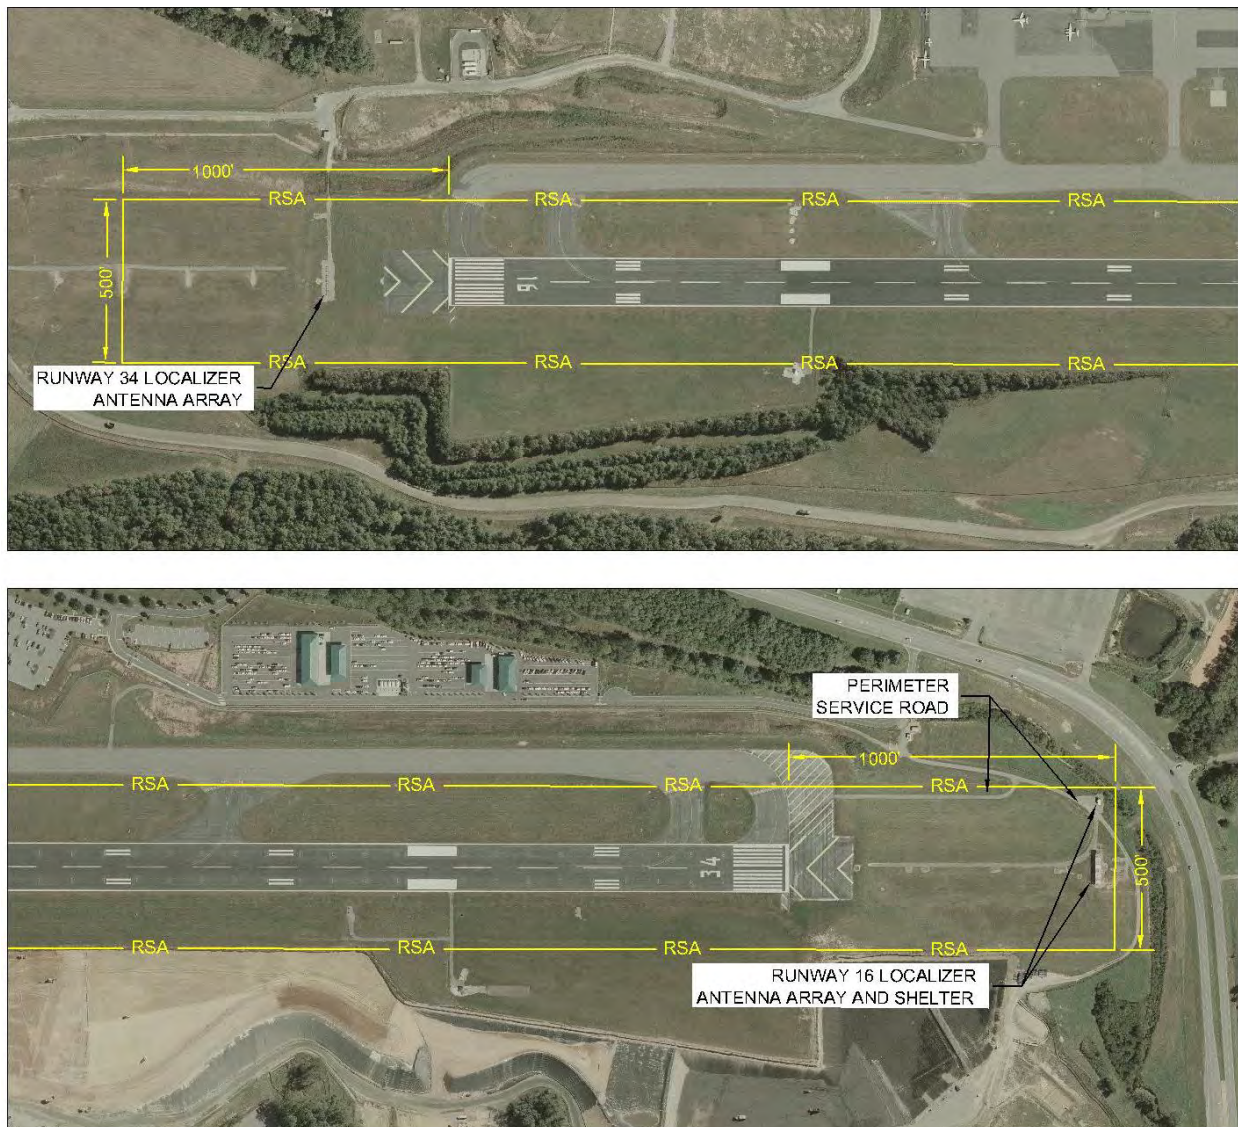 1000'
RSA RSA RSA RSA
500'
16
RSA RSA RSA RSA
RUNWAY 34 LOCALIZER
ANTENNA ARRAY
PERIMETER
SERVICE ROAD
1000'
RSA RSA RSA RSA
34
500'
RSA RSA RSA RSA
RUNWAY 16 LOCALIZER
ANTENNA ARRAY AND SHELTER